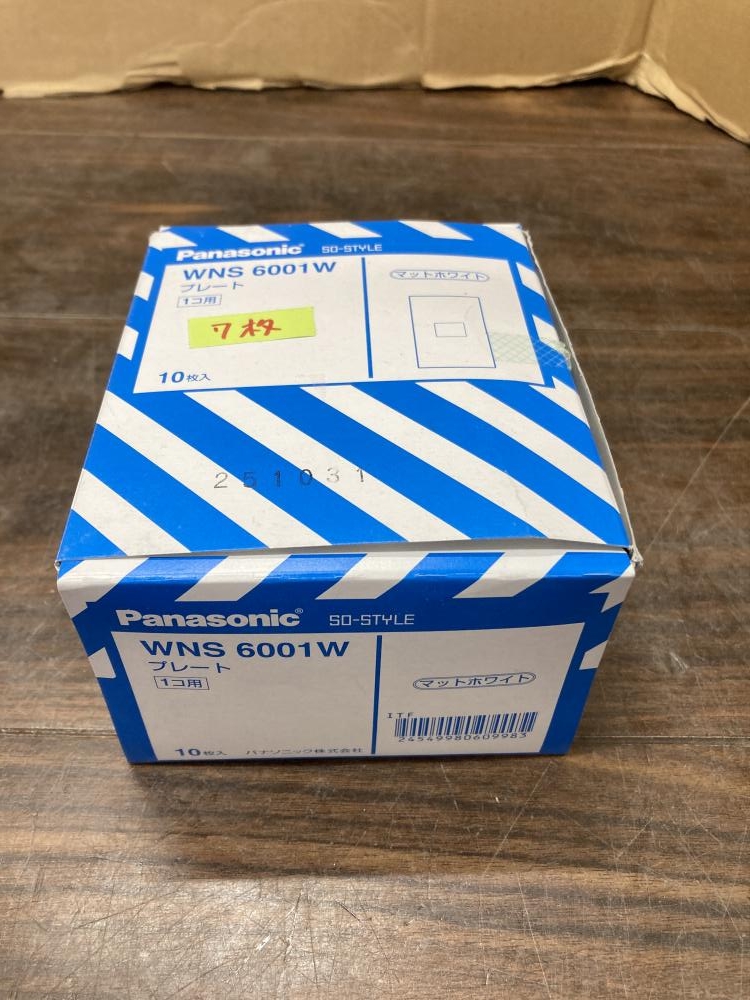 Panasonic® SO-STYLE
WNS 6001W
プレート
1コ用
マットホワイト
7枚
10枚入
251031
Panasonic® SO-STYLE
WNS 6001W
プレート
1コ用
マットホワイト
ITF
24549980609983
10枚入 パナソニック株式会社